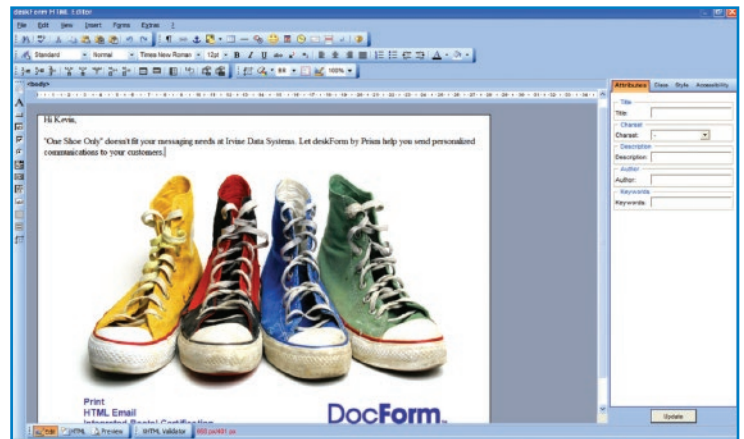 deskForm HTML Editor
File Edit View Insert Forms Extras ?
Standard Normal Times New Roman 12pt B I U
100%
<body>
Attributes Class Style Accessibility
Hi Kevin,
"One Shoe Only" doesn't fit your messaging needs at Irvine Data Systems. Let deskForm by Prism help you send personalized
communications to your customers.
Title
Title:
Charset
Charset: -
Description
Description:
Author
Author:
Keywords
Keywords:
Print
HTML Email
Integrated Postal Certification
DocForm
Update
Edit HTML Preview XHTML Validator